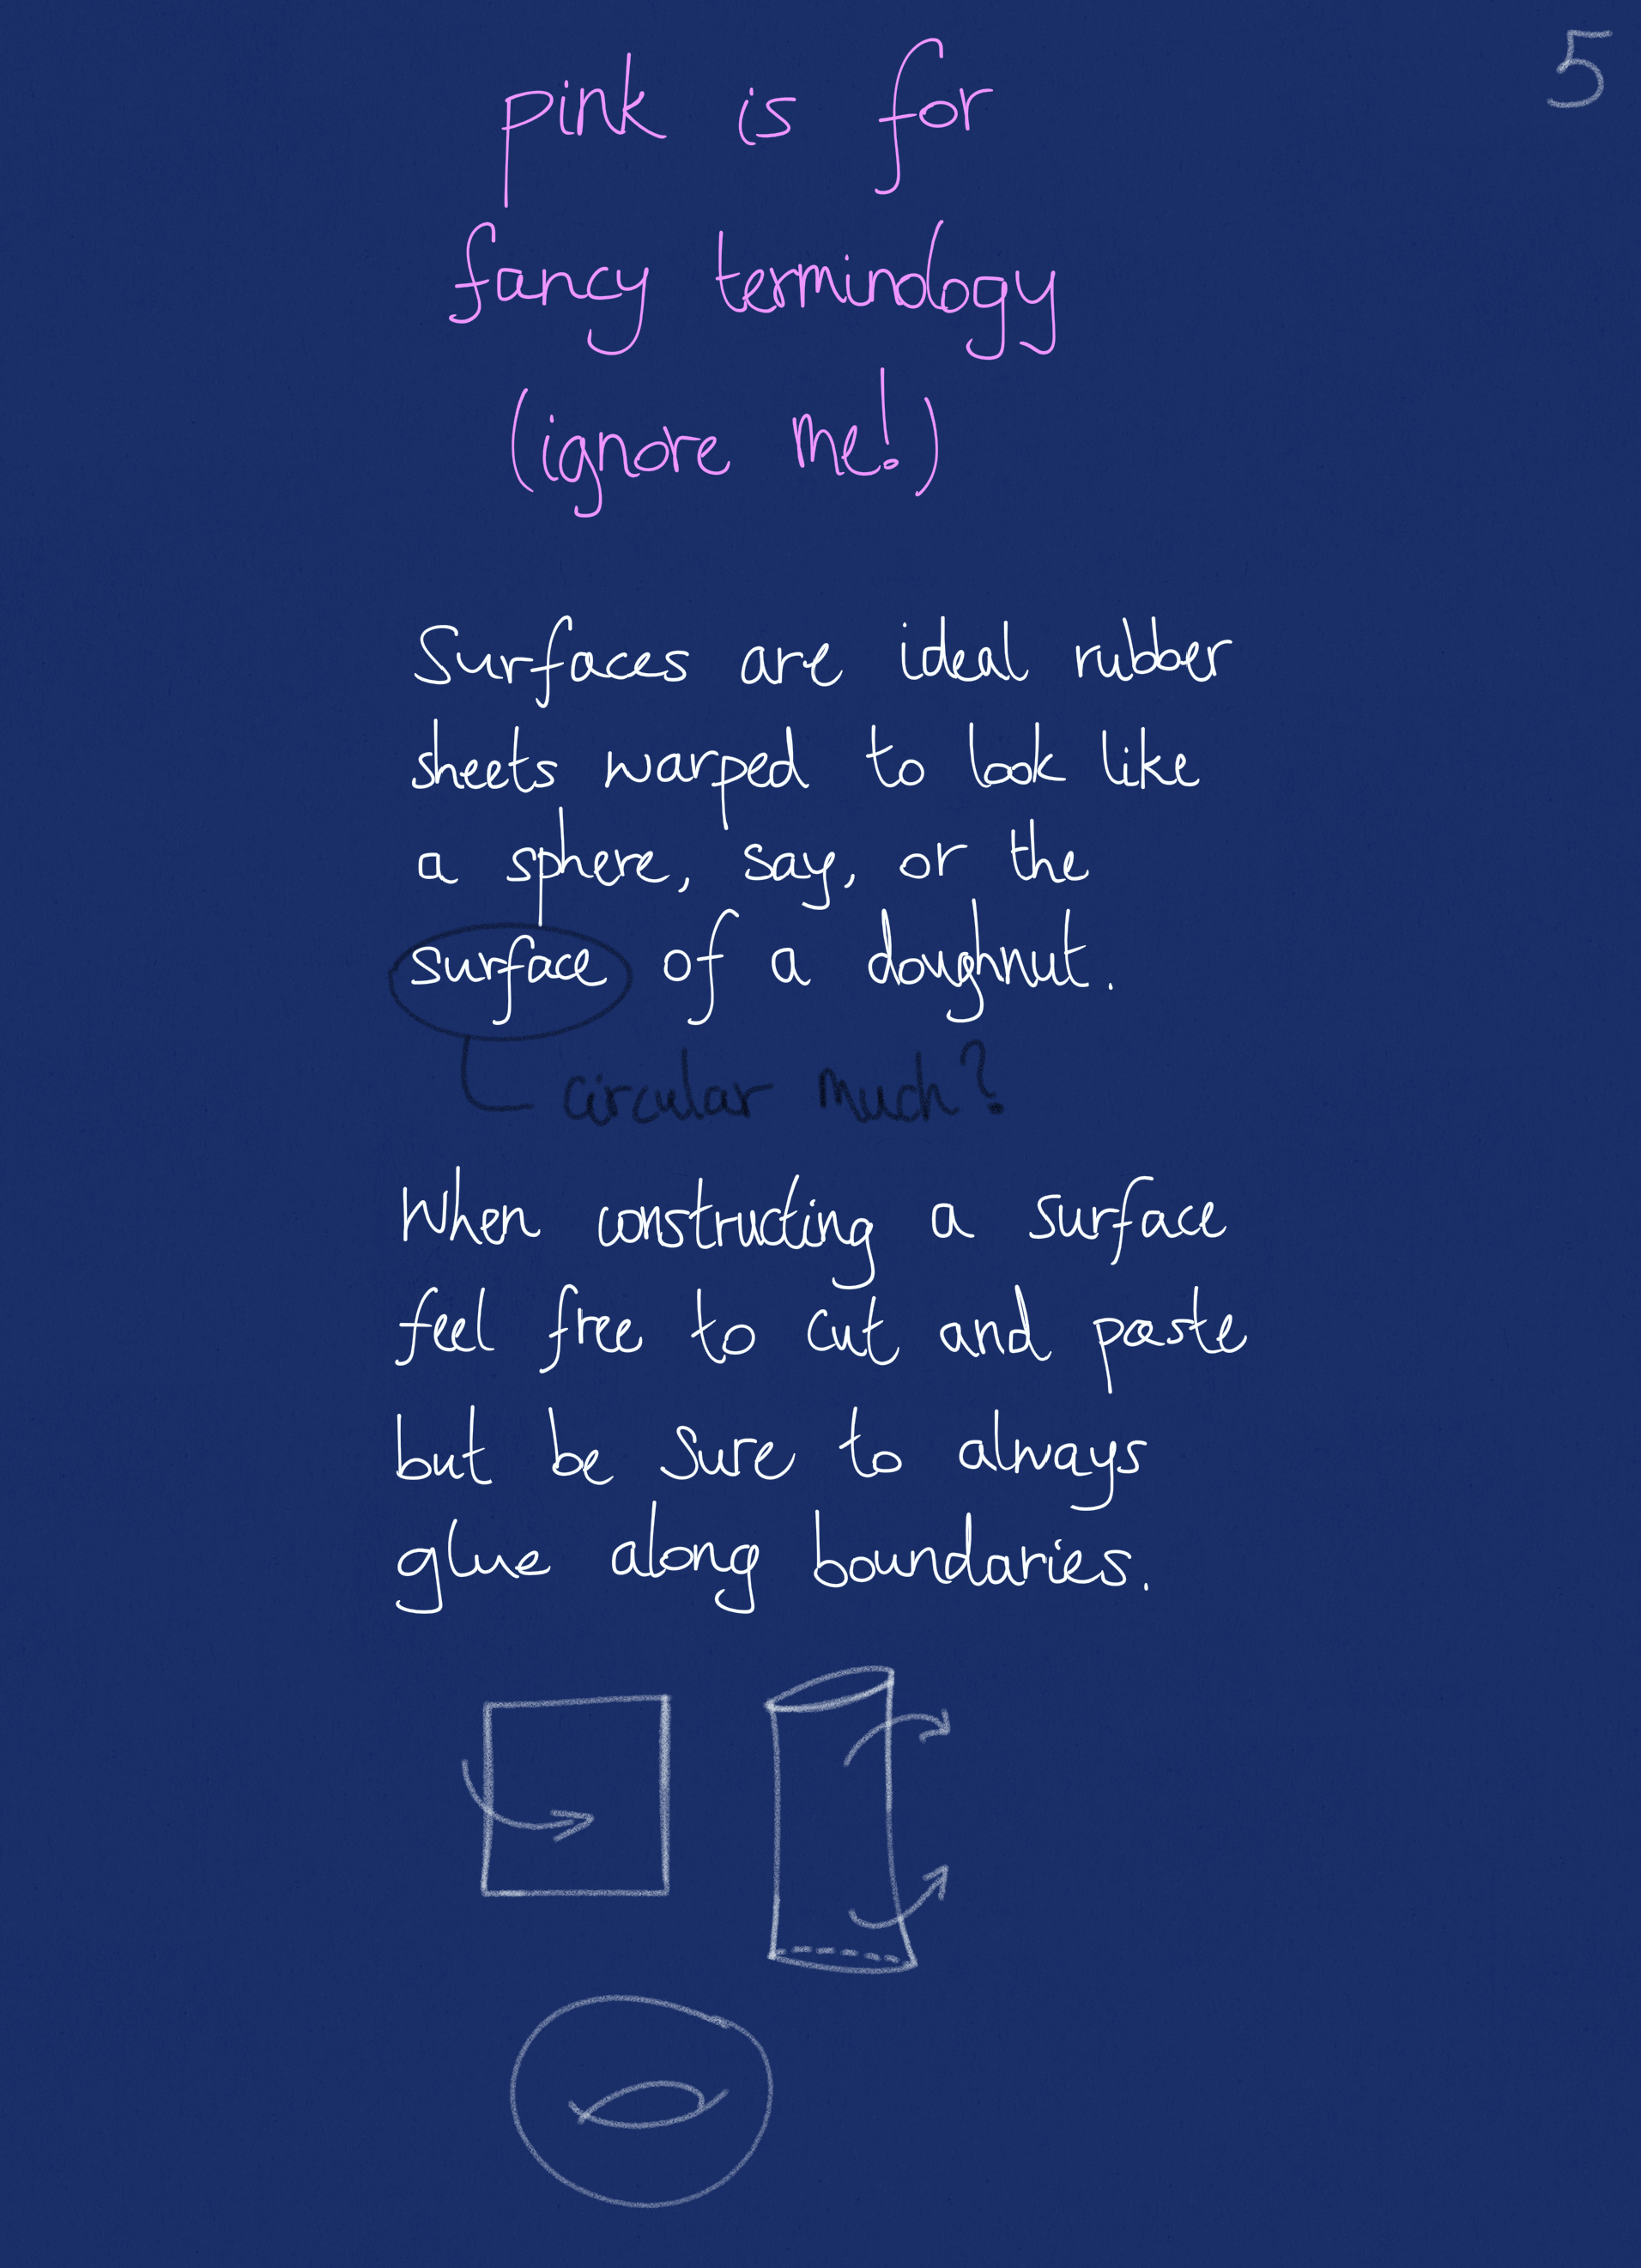 5
pink is for
fancy terminology
(ignore me!)
Surfaces are ideal rubber
sheets warped to look like
a sphere, say, or the
surface of a doughnut.
circular much?
When constructing a surface
feel free to cut and paste
but be sure to always
glue along boundaries.